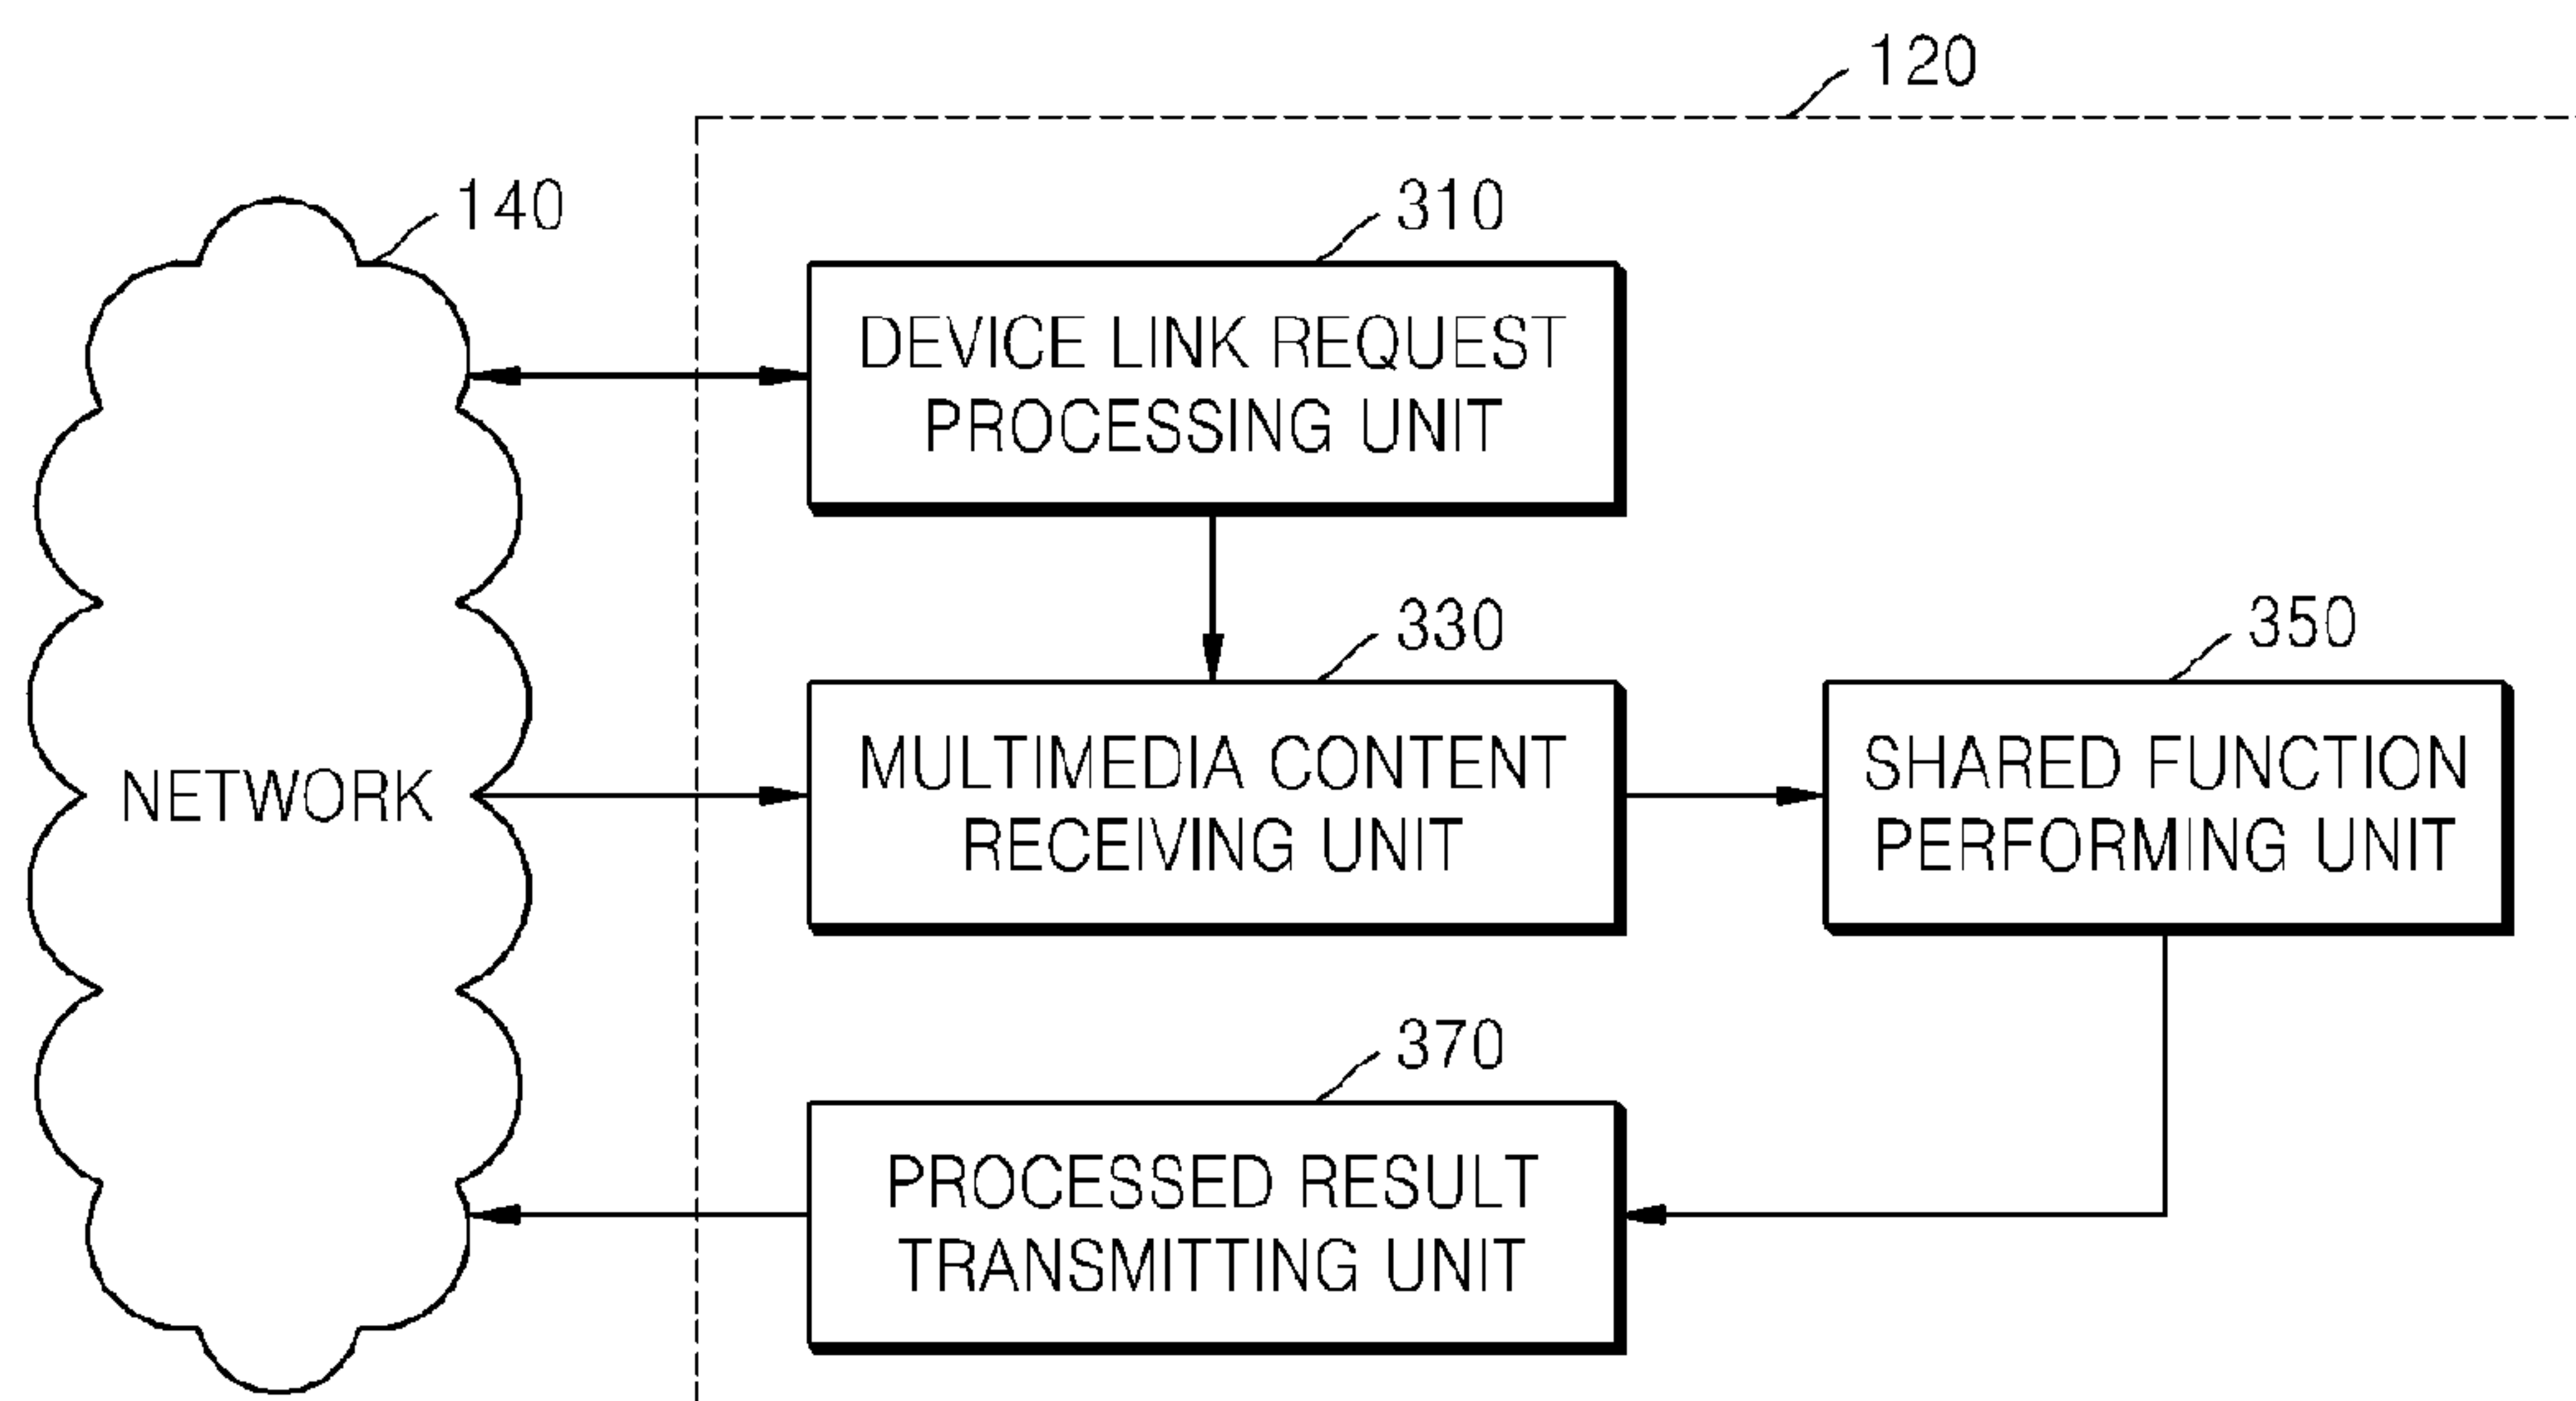 120
140
310
DEVICE LINK REQUEST
PROCESSING UNIT
330
350
NETWORK
MULTIMEDIA CONTENT
RECEIVING UNIT
SHARED FUNCTION
PERFORMING UNIT
370
PROCESSED RESULT
TRANSMITTING UNIT